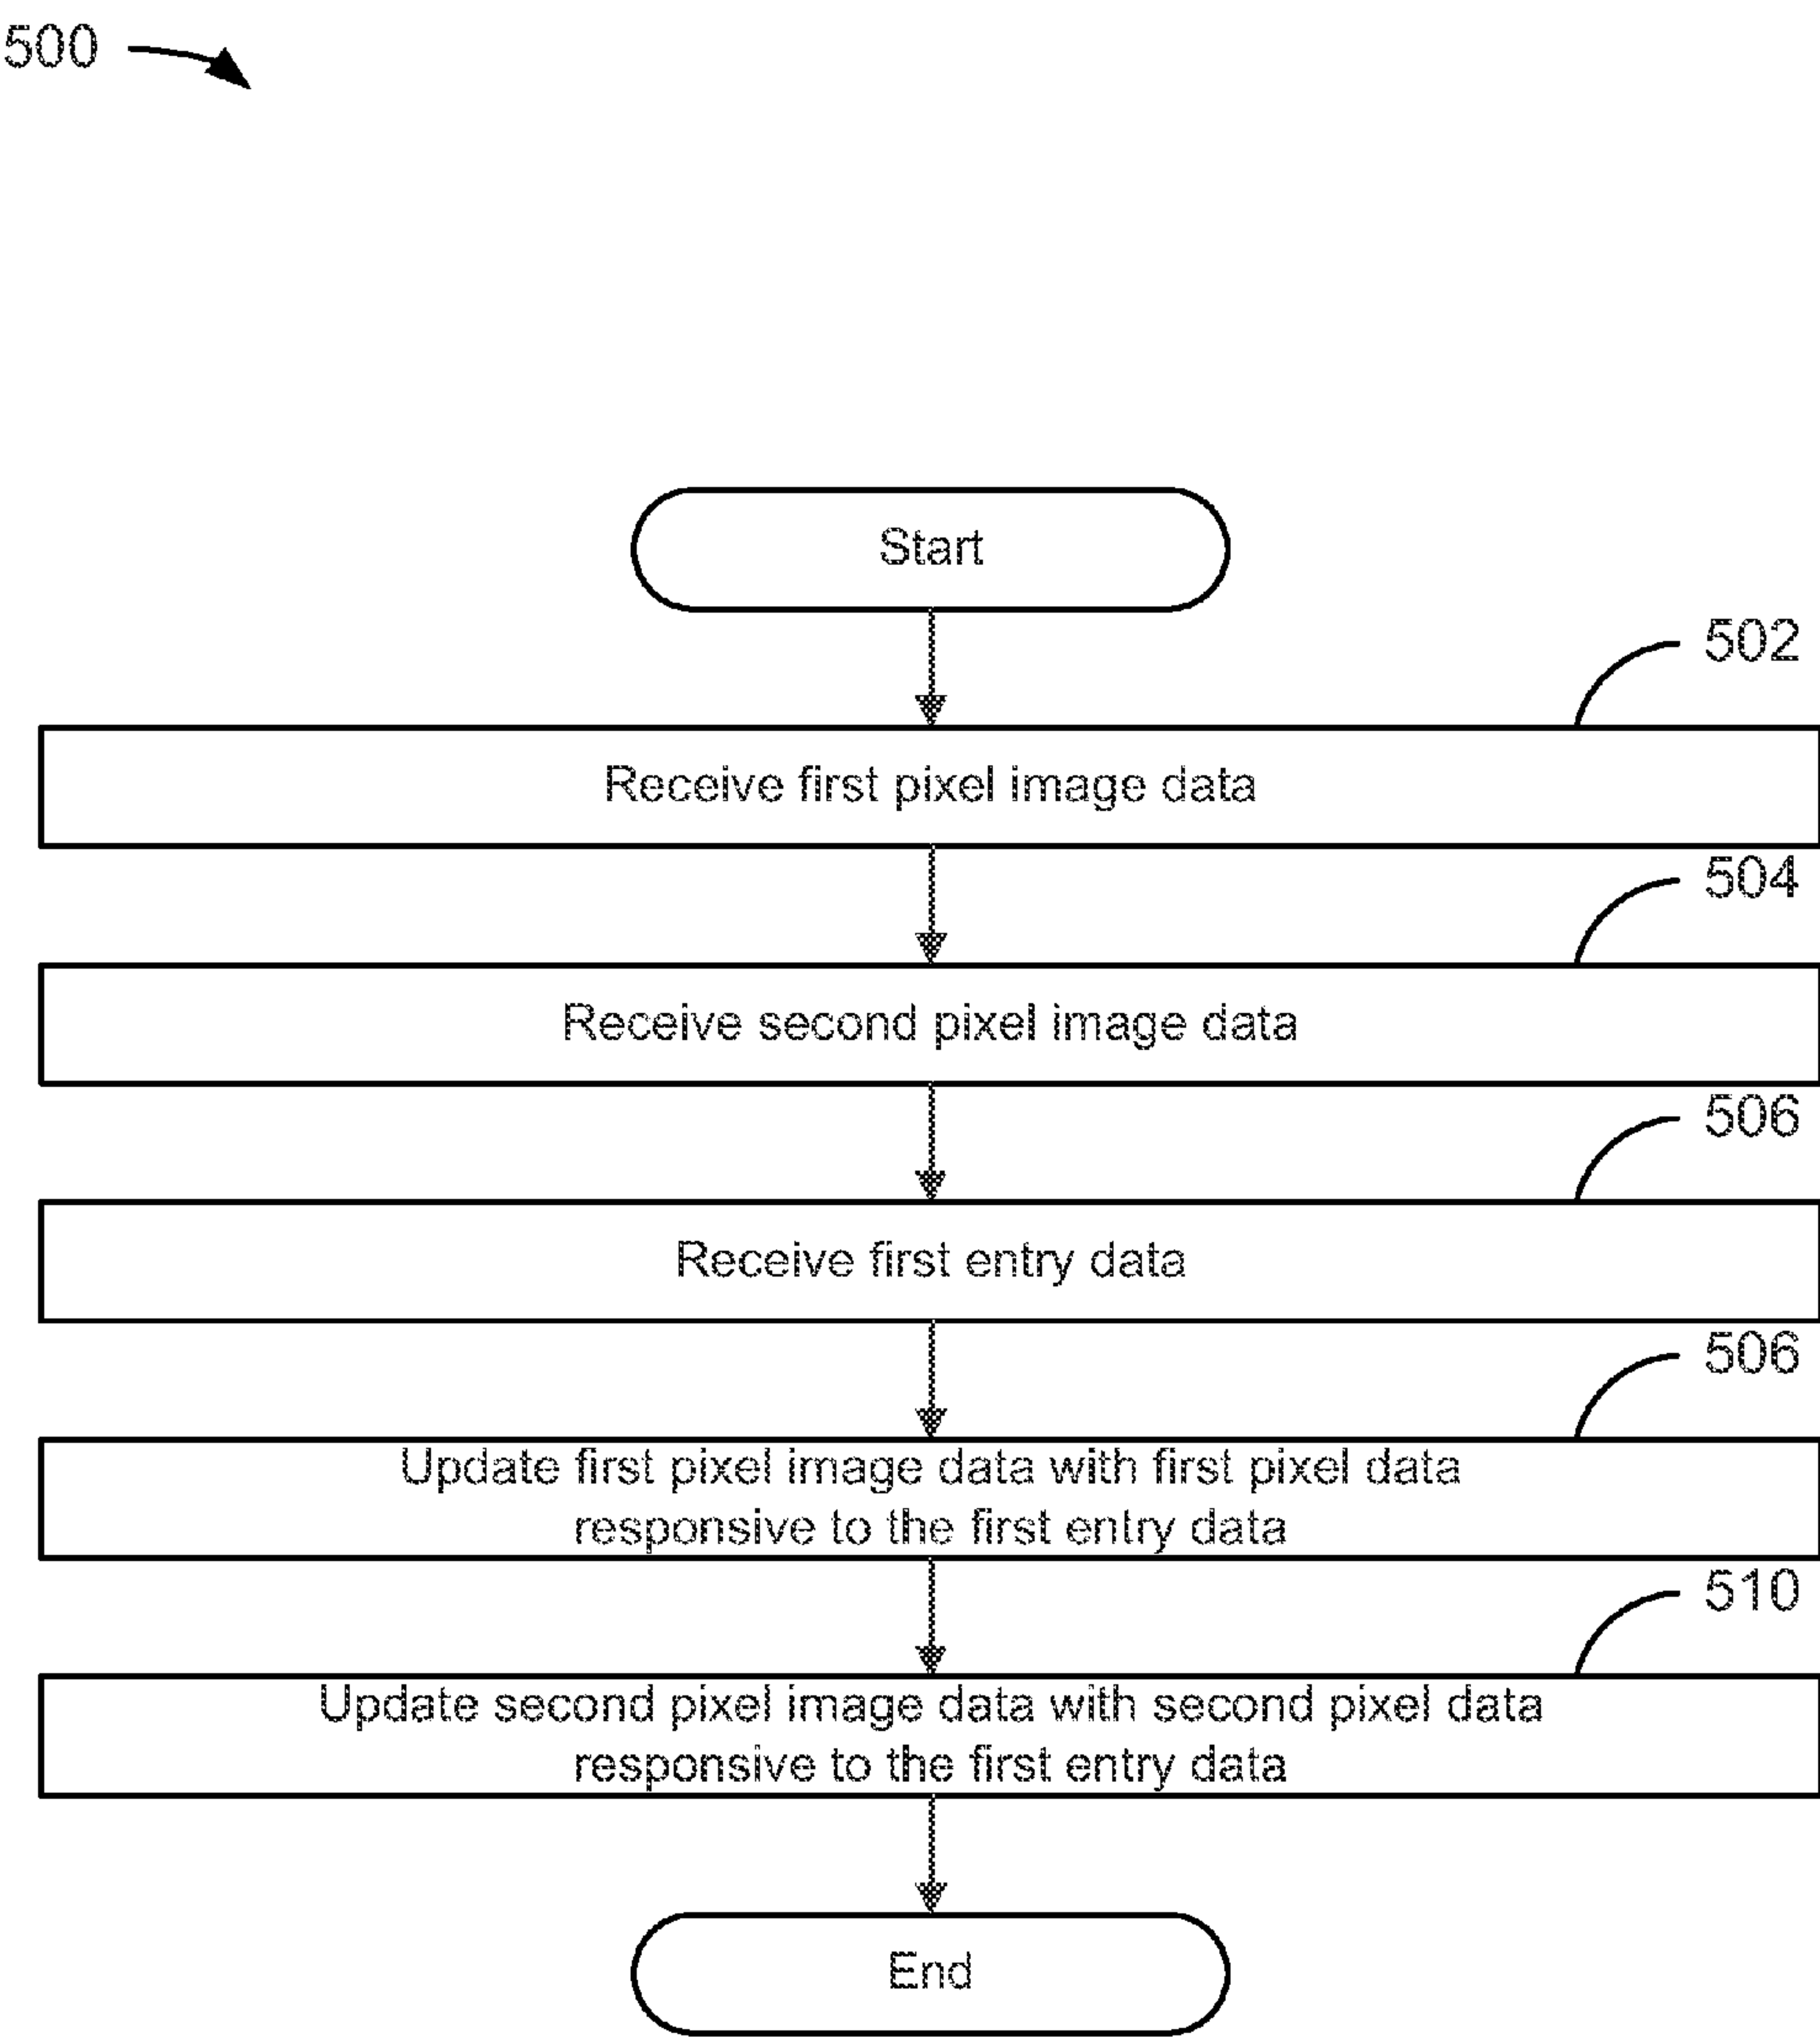 500
Start
502
Receive first pixel image data
504
Receive second pixel image data
506
Receive first entry data
506
Update first pixel image data with first pixel data
responsive to the first entry data
510
Update second pixel image data with second pixel data
responsive to the first entry data
End